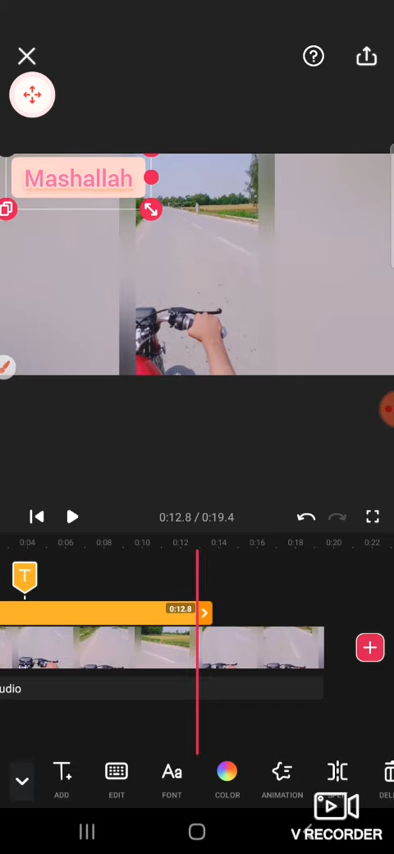 Mashallah
0:12.8 / 0:19.4
0:04 0:06 0:08 0:10 0:12 0:14 0:16 0:18 0:20 0:22
T
0:12.8
udio
ADD EDIT FONT COLOR ANIMATION DEL
V RECORDER